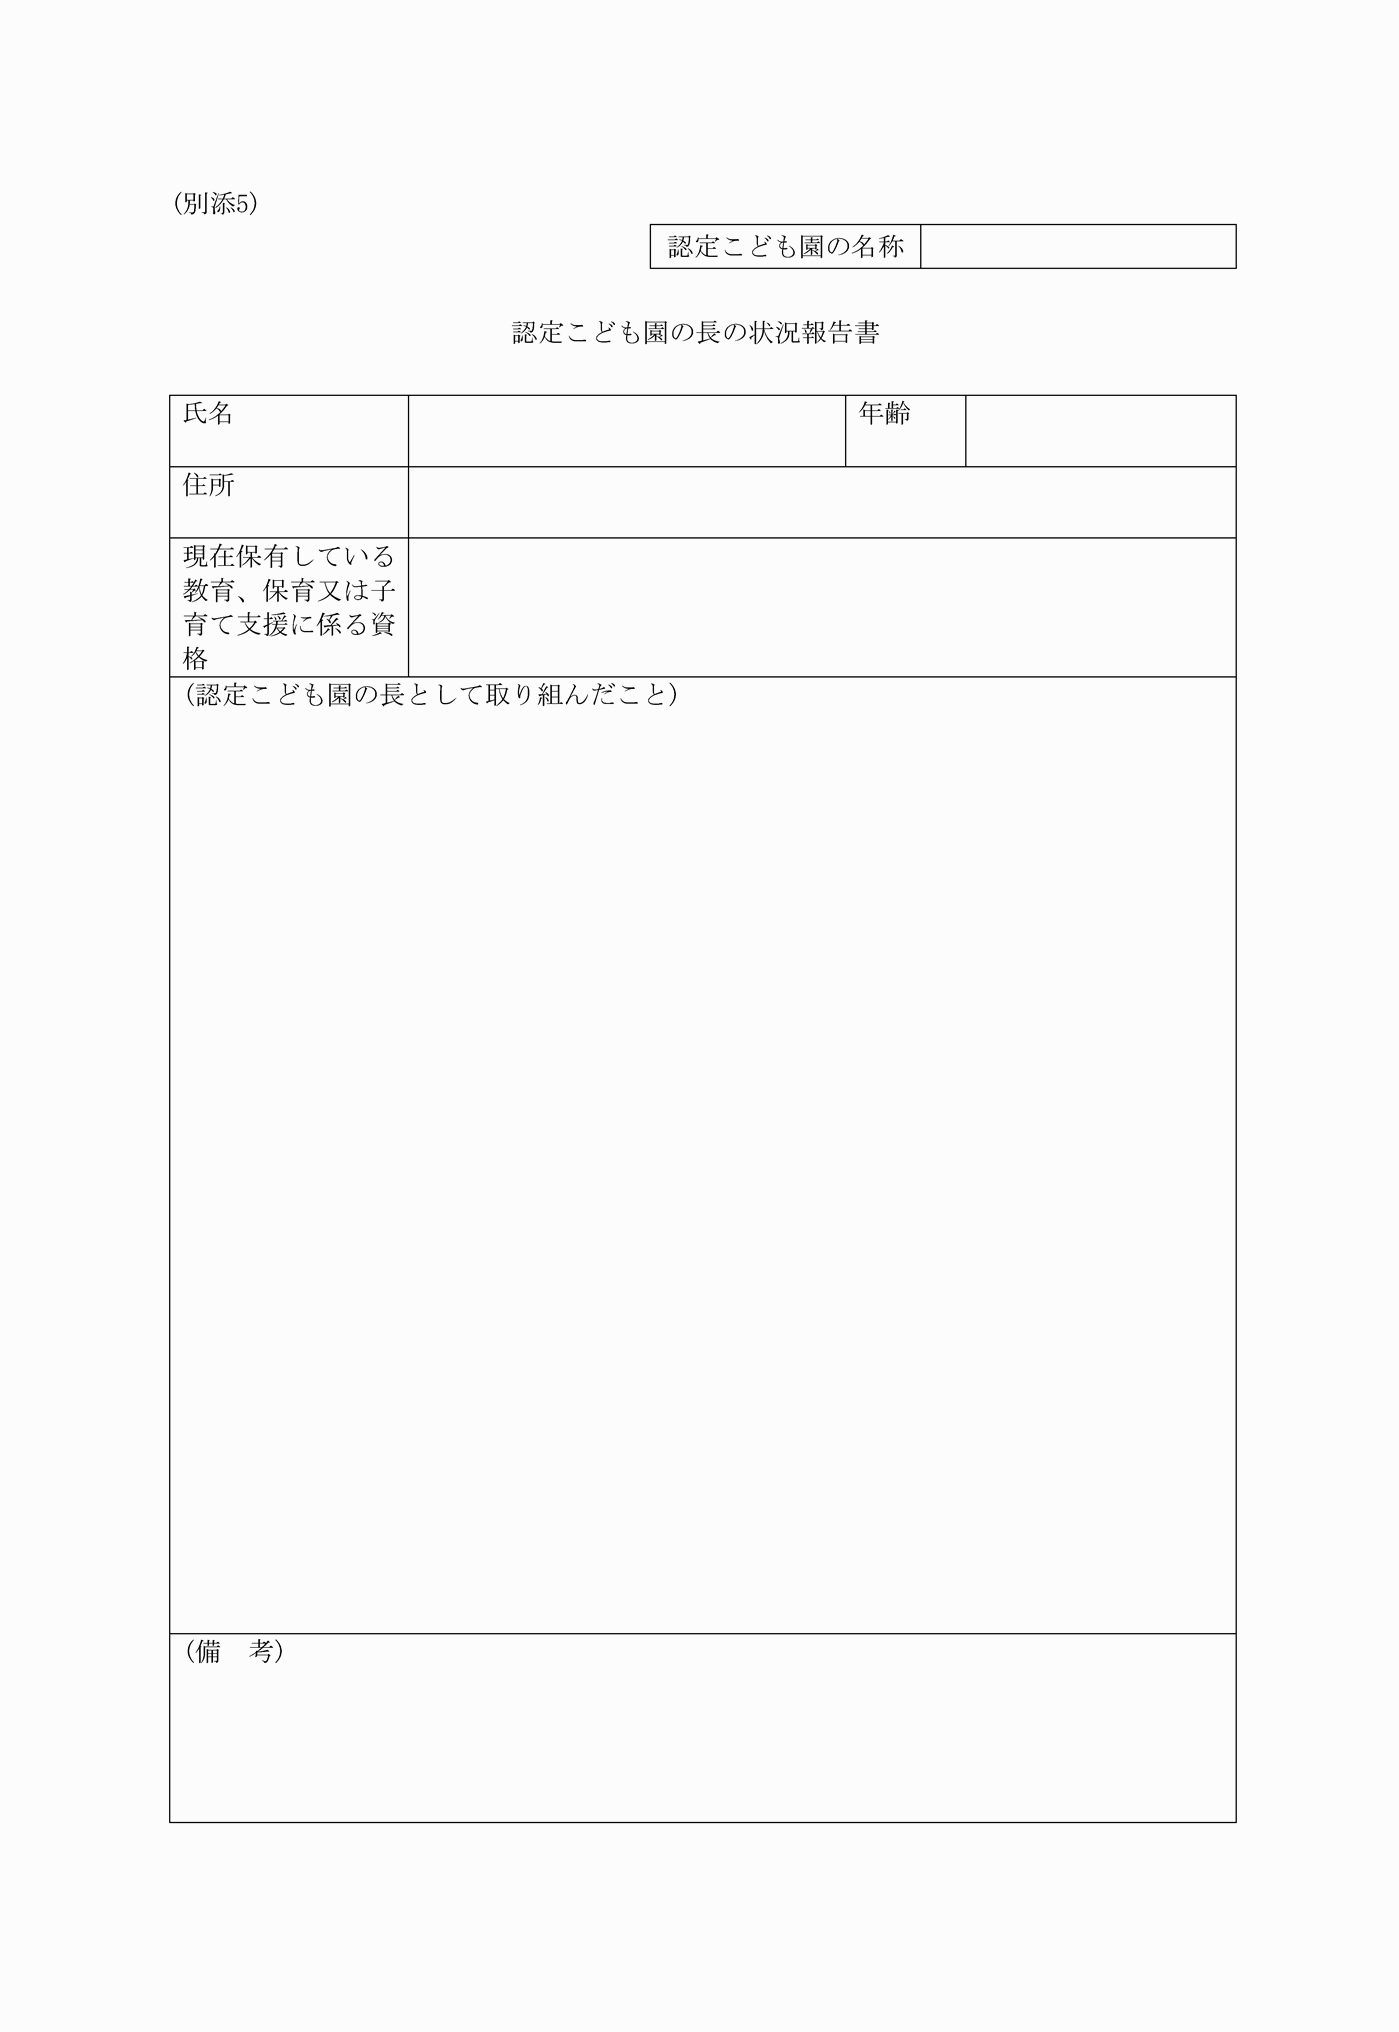 (別添5)
認定こども園の名称
認定こども園の長の状況報告書
氏名
年齢
住所
現在保有している
教育、保育又は子
育て支援に係る資
格
(認定こども園の長として取り組んだこと)
(備　考)